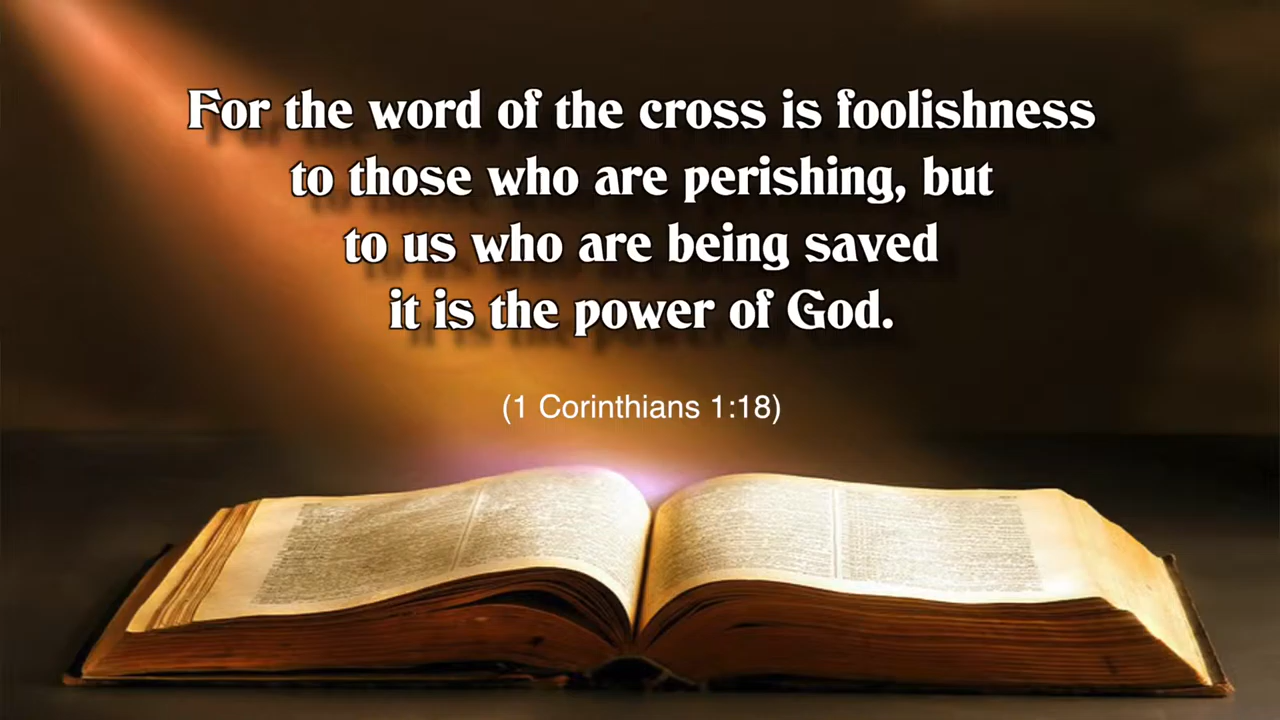 For the word of the cross is foolishness
to those who are perishing, but
to us who are being saved
it is the power of God.
(1 Corinthians 1:18)